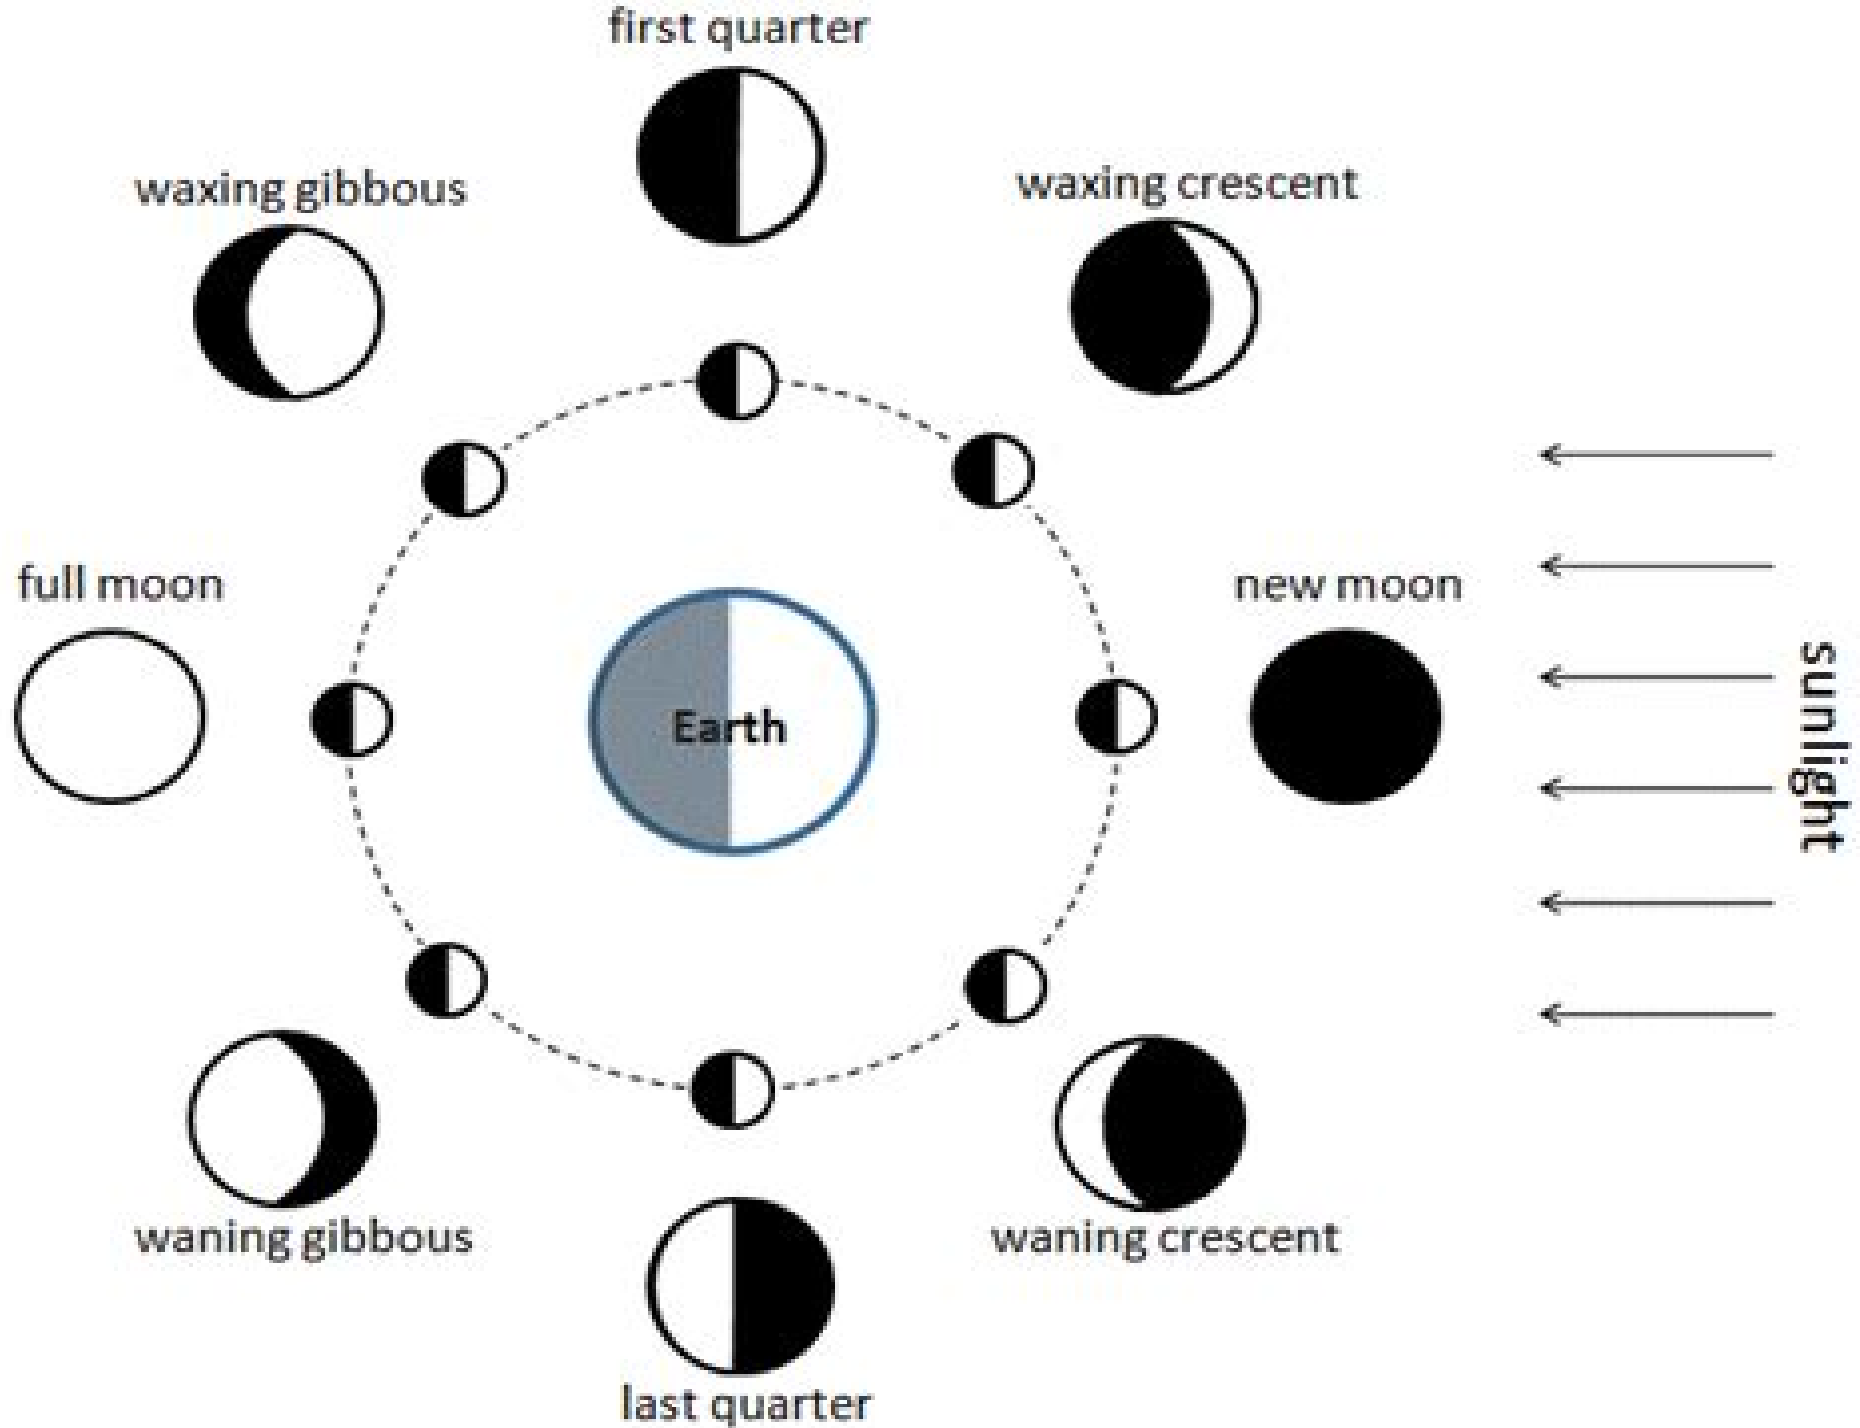 first quarter
waxing gibbous
waxing crescent
full moon
new moon
sunlight
Earth
waning gibbous
waning crescent
last quarter